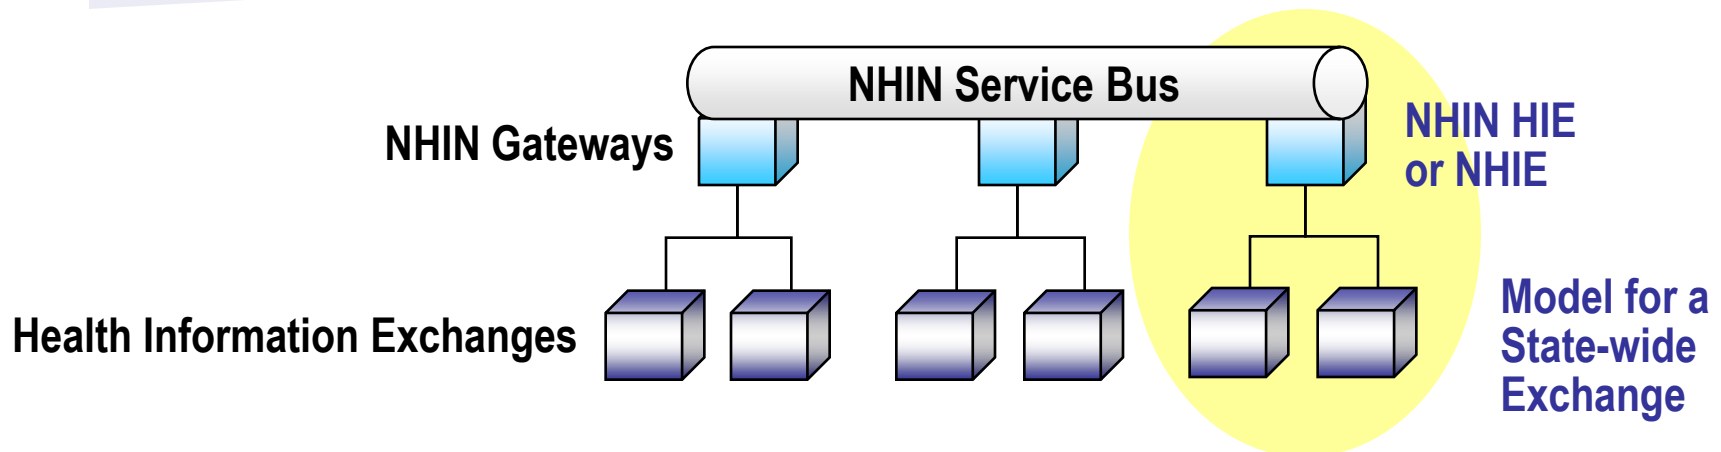 NHIN Service Bus
NHIN Gateways
NHIN HIE
or NHIE
Health Information Exchanges
Model for a
State-wide
Exchange